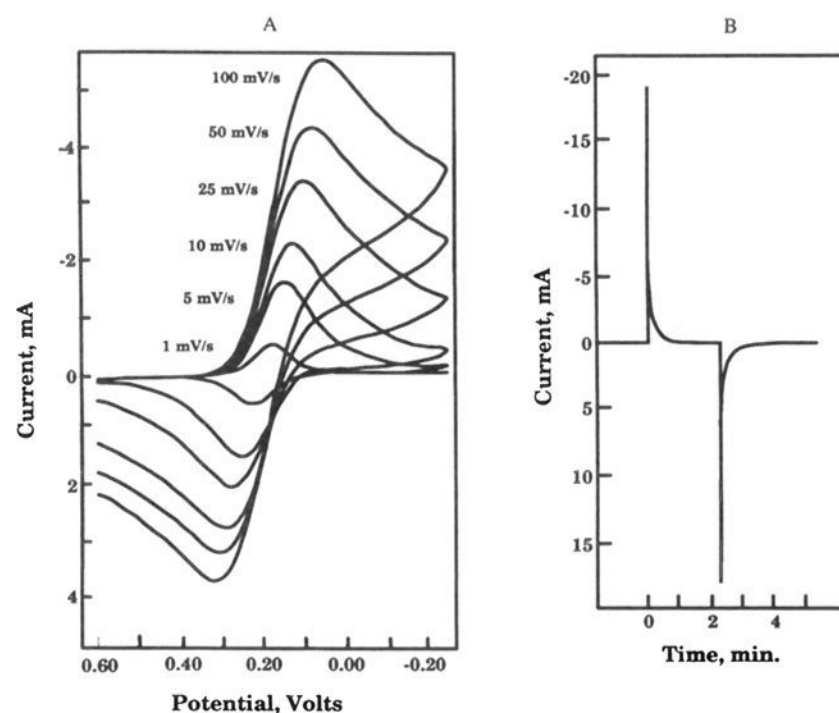 A
100 mV/s
50 mV/s
25 mV/s
10 mV/s
5 mV/s
1 mV/s
-4
-2
0
2
4
Current, mA
0.60 0.40 0.20 0.00 -0.20
Potential, Volts
B
-20
-15
-10
-5
0
5
10
15
Current, mA
0 2 4
Time, min.